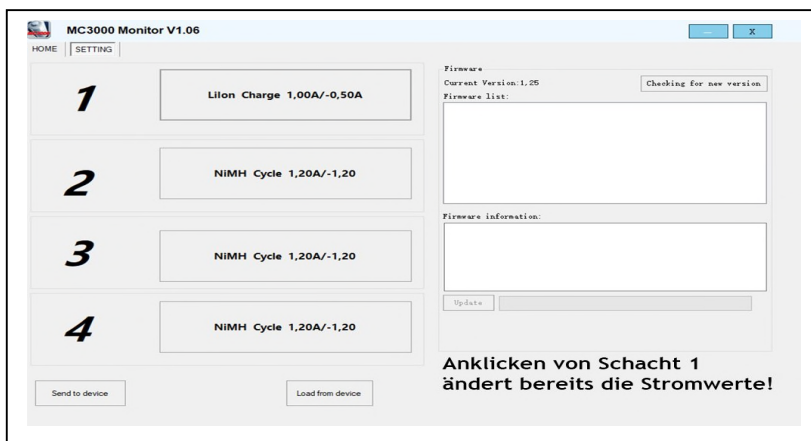 MC3000 Monitor V1.06
— X
HOME SETTING
1
LiIon Charge 1,00A/-0,50A
2
NiMH Cycle 1,20A/-1,20
3
NiMH Cycle 1,20A/-1,20
4
NiMH Cycle 1,20A/-1,20
Send to device
Load from device
Firmware
Current Version:1,25
Checking for new version
Firmware list:
Firmware information:
Update
Anklicken von Schacht 1
ändert bereits die Stromwerte!